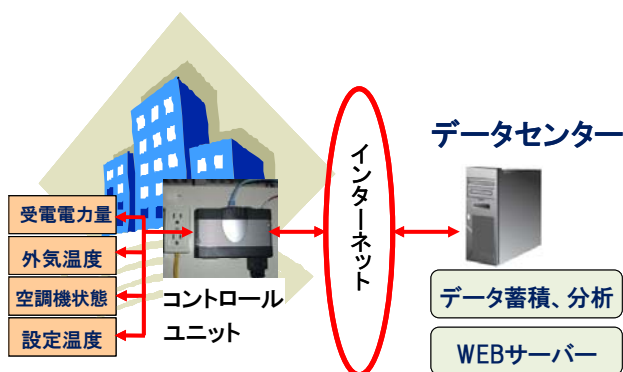 受電電力量
外気温度
空調機状態
設定温度
コントロール
ユニット
インターネット
データセンター
データ蓄積、分析
WEBサーバー